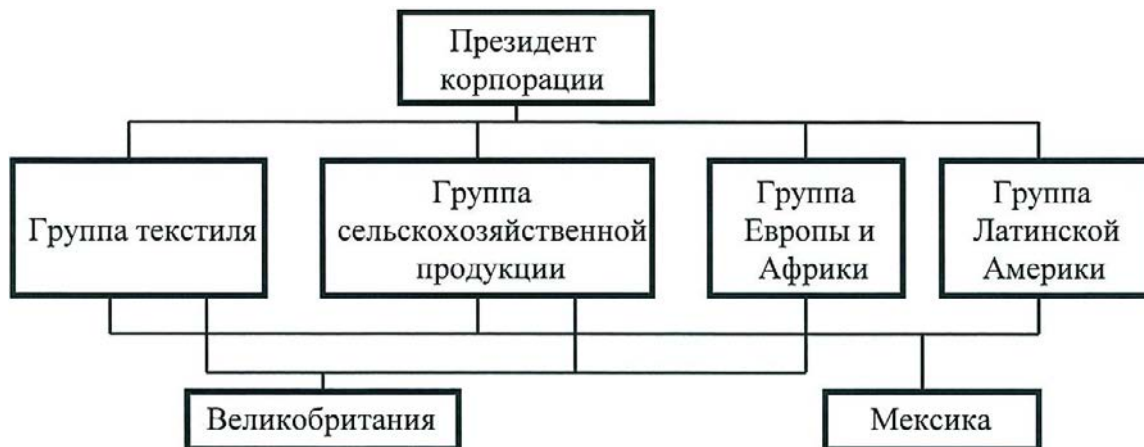 Президент
корпорации
Группа текстиля
Группа
сельскохозяйственной
продукции
Группа
Европы и
Африки
Группа
Латинской
Америки
Великобритания
Мексика